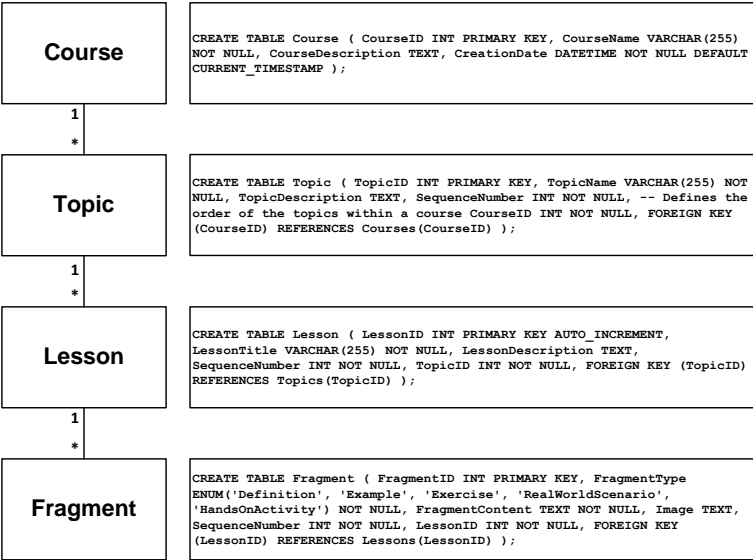 Course
CREATE TABLE Course ( CourseID INT PRIMARY KEY, CourseName VARCHAR(255)
NOT NULL, CourseDescription TEXT, CreationDate DATETIME NOT NULL DEFAULT
CURRENT_TIMESTAMP );
1
*
Topic
CREATE TABLE Topic ( TopicID INT PRIMARY KEY, TopicName VARCHAR(255) NOT
NULL, TopicDescription TEXT, SequenceNumber INT NOT NULL, -- Defines the
order of the topics within a course CourseID INT NOT NULL, FOREIGN KEY
(CourseID) REFERENCES Courses(CourseID) );
1
*
Lesson
CREATE TABLE Lesson ( LessonID INT PRIMARY KEY AUTO_INCREMENT,
LessonTitle VARCHAR(255) NOT NULL, LessonDescription TEXT,
SequenceNumber INT NOT NULL, TopicID INT NOT NULL, FOREIGN KEY (TopicID)
REFERENCES Topics(TopicID) );
1
*
Fragment
CREATE TABLE Fragment ( FragmentID INT PRIMARY KEY, FragmentType
ENUM('Definition', 'Example', 'Exercise', 'RealWorldScenario',
'HandsOnActivity') NOT NULL, FragmentContent TEXT NOT NULL, Image TEXT,
SequenceNumber INT NOT NULL, LessonID INT NOT NULL, FOREIGN KEY
(LessonID) REFERENCES Lessons(LessonID) );